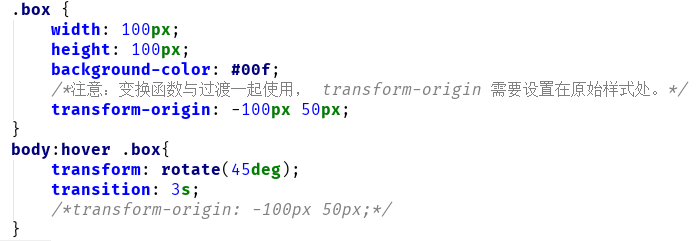 .box {
width: 100px;
height: 100px;
background-color: #00f;
/*注意：变换函数与过渡一起使用， transform-origin 需要设置在原始样式处。*/
transform-origin: -100px 50px;
}
body:hover .box{
transform: rotate(45deg);
transition: 3s;
/*transform-origin: -100px 50px;*/
}